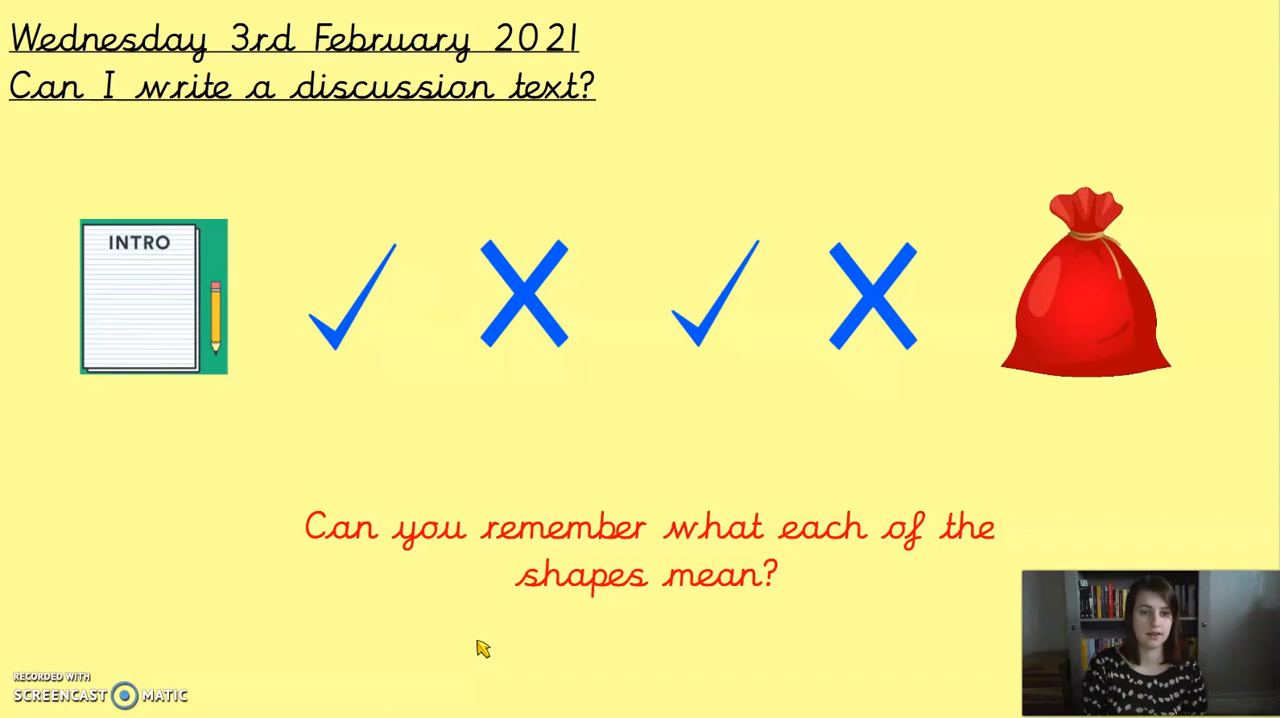 Wednesday 3rd February 2021
Can I write a discussion text?
INTRO
Can you remember what each of the
shapes mean?
RECORDED WITH
SCREENCAST MATIC